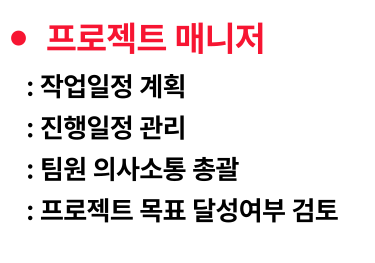 • 프로젝트 매니저
: 작업일정 계획
: 진행일정 관리
: 팀원 의사소통 총괄
: 프로젝트 목표 달성여부 검토